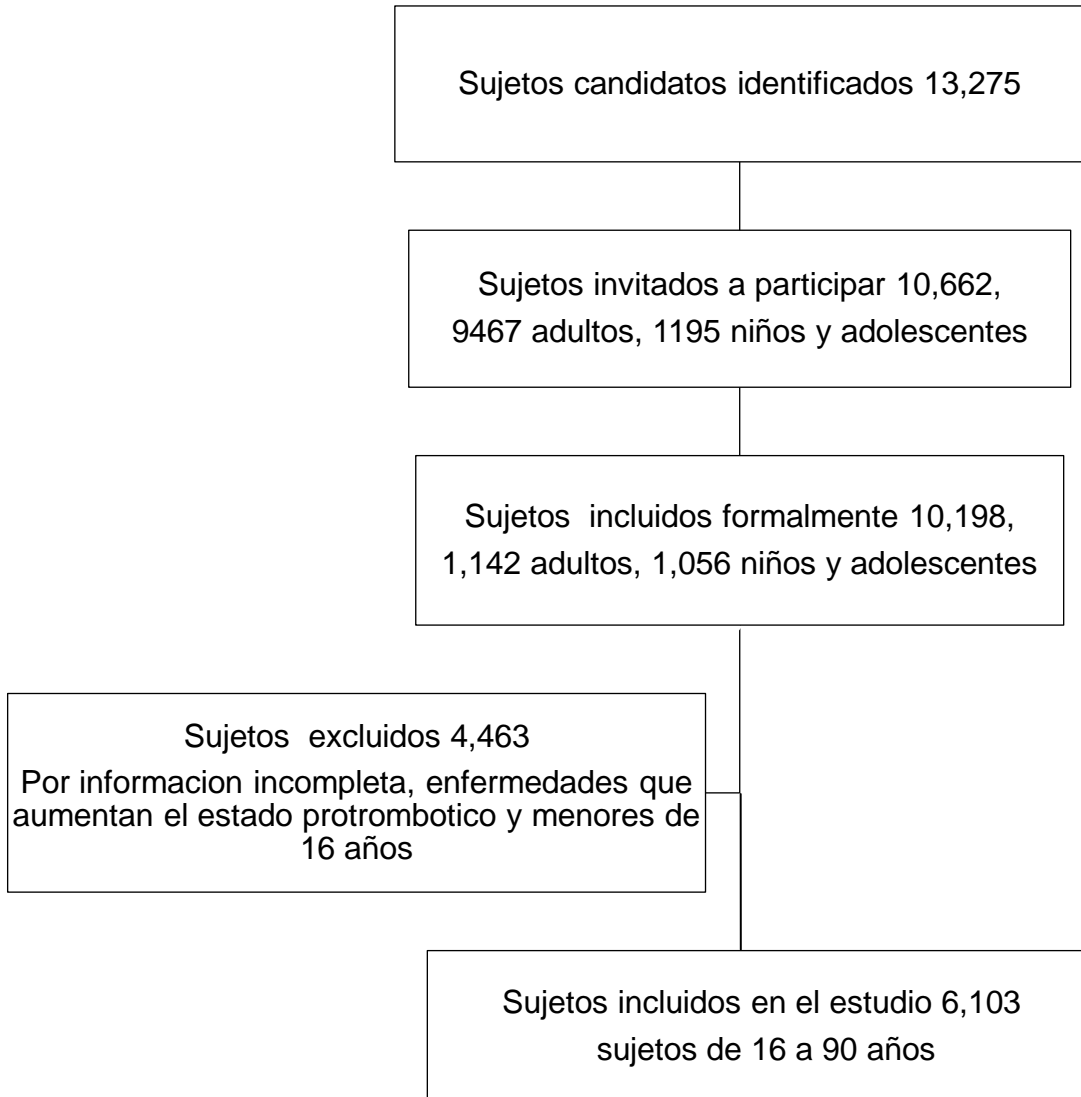 Sujetos candidatos identificados 13,275
Sujetos invitados a participar 10,662,
9467 adultos, 1195 niños y adolescentes
Sujetos incluidos formalmente 10,198,
1,142 adultos, 1,056 niños y adolescentes
Sujetos excluidos 4,463
Por informacion incompleta, enfermedades que
aumentan el estado protrombotico y menores de
16 años
Sujetos incluidos en el estudio 6,103
sujetos de 16 a 90 años